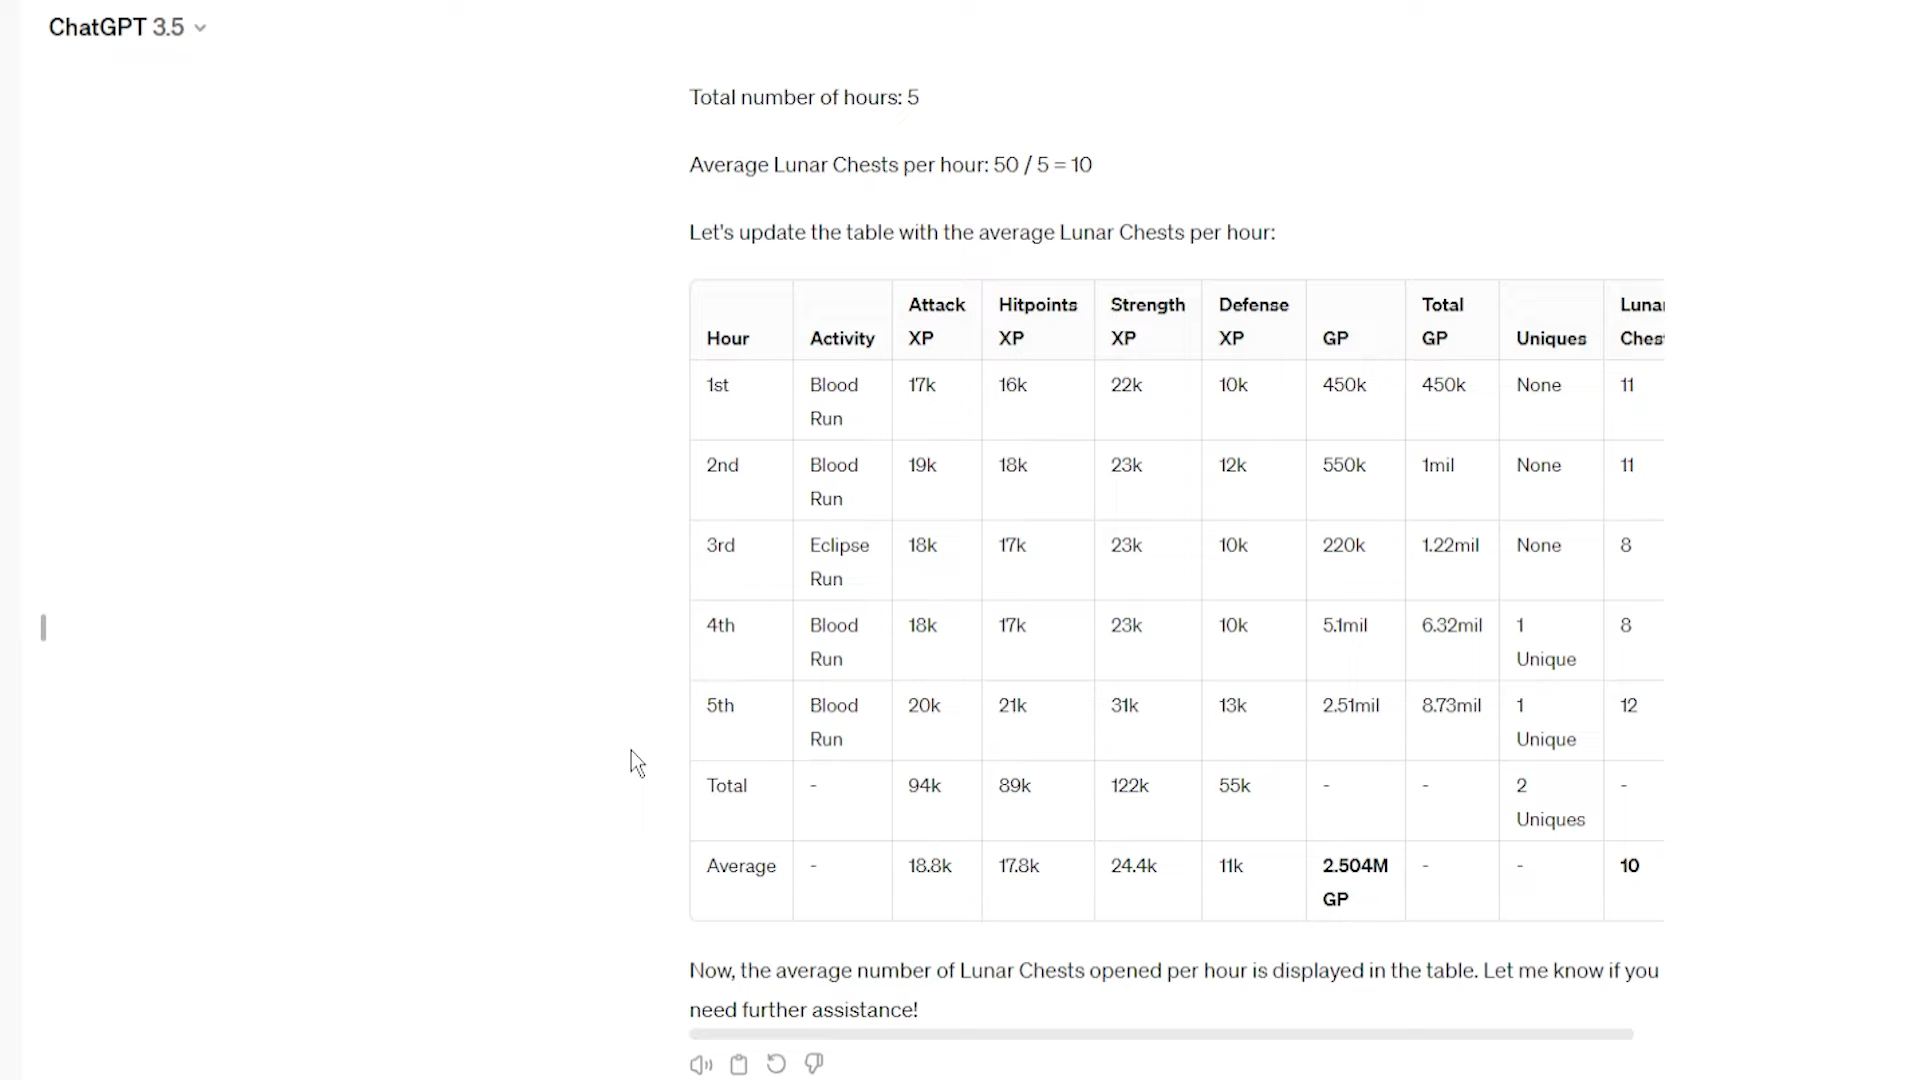 ChatGPT 3.5
Total number of hours: 5
Average Lunar Chests per hour: 50 / 5 = 10
Let's update the table with the average Lunar Chests per hour:
Hour Activity Attack XP Hitpoints XP Strength XP Defense XP GP Total GP Uniques Lunar Ches
1st Blood Run 17k 16k 22k 10k 450k 450k None 11
2nd Blood Run 19k 18k 23k 12k 550k 1mil None 11
3rd Eclipse Run 18k 17k 23k 10k 220k 1.22mil None 8
4th Blood Run 18k 17k 23k 10k 5.1mil 6.32mil 1 Unique 8
5th Blood Run 20k 21k 31k 13k 2.51mil 8.73mil 1 Unique 12
Total - 94k 89k 122k 55k - - 2 Uniques -
Average - 18.8k 17.8k 24.4k 11k 2.504M GP - - 10
Now, the average number of Lunar Chests opened per hour is displayed in the table. Let me know if you
need further assistance!